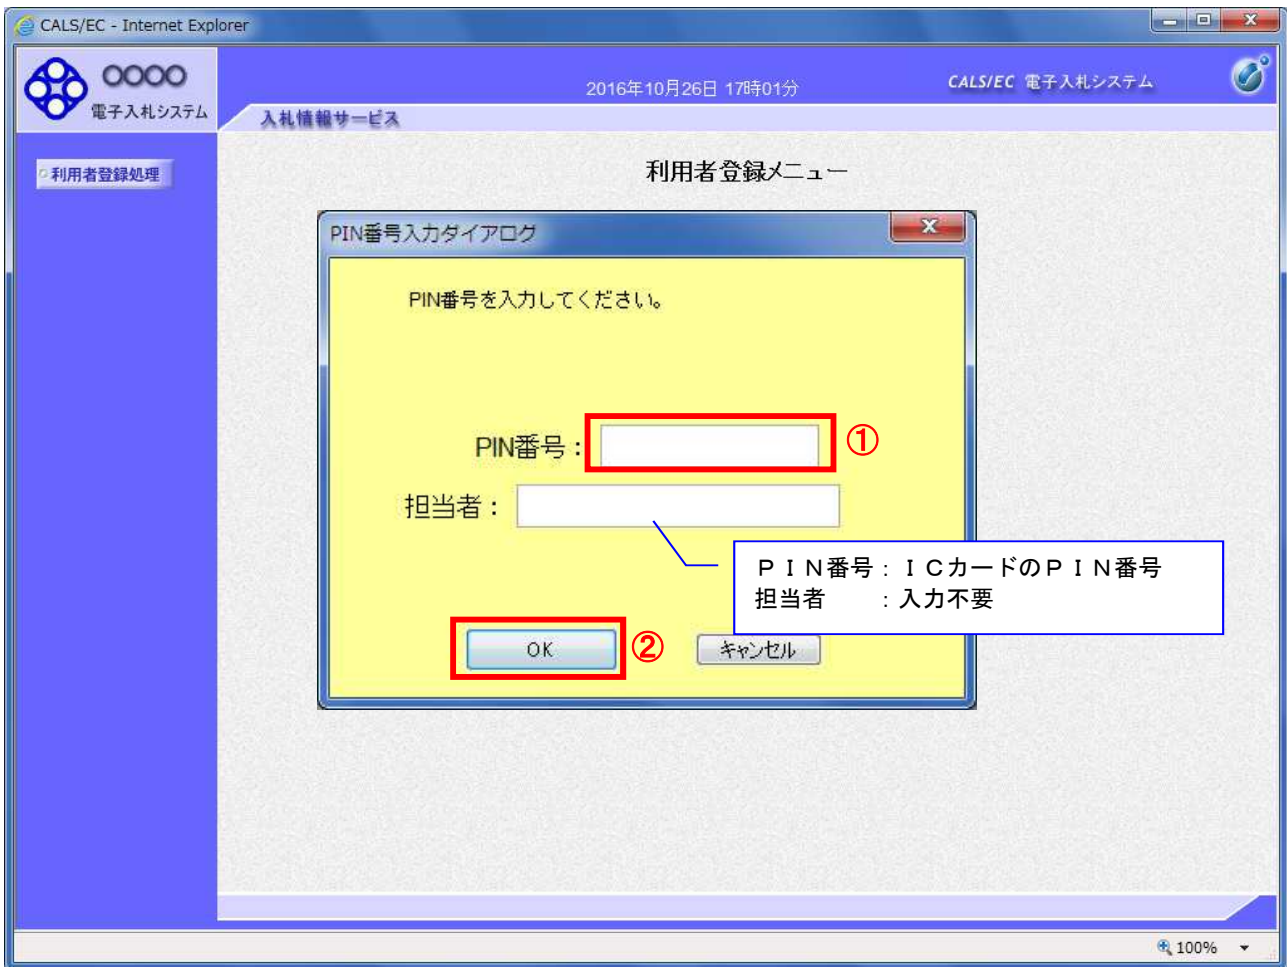 CALS/EC - Internet Explorer
〇〇〇〇
電子入札システム
2016年10月26日 17時01分
CALS/EC 電子入札システム
入札情報サービス
利用者登録処理
利用者登録メニュー
PIN番号入力ダイアログ
PIN番号を入力してください。
PIN番号：
①
担当者：
ＰＩＮ番号：ＩＣカードのＰＩＮ番号
担当者　　：入力不要
OK
②
キャンセル
100%